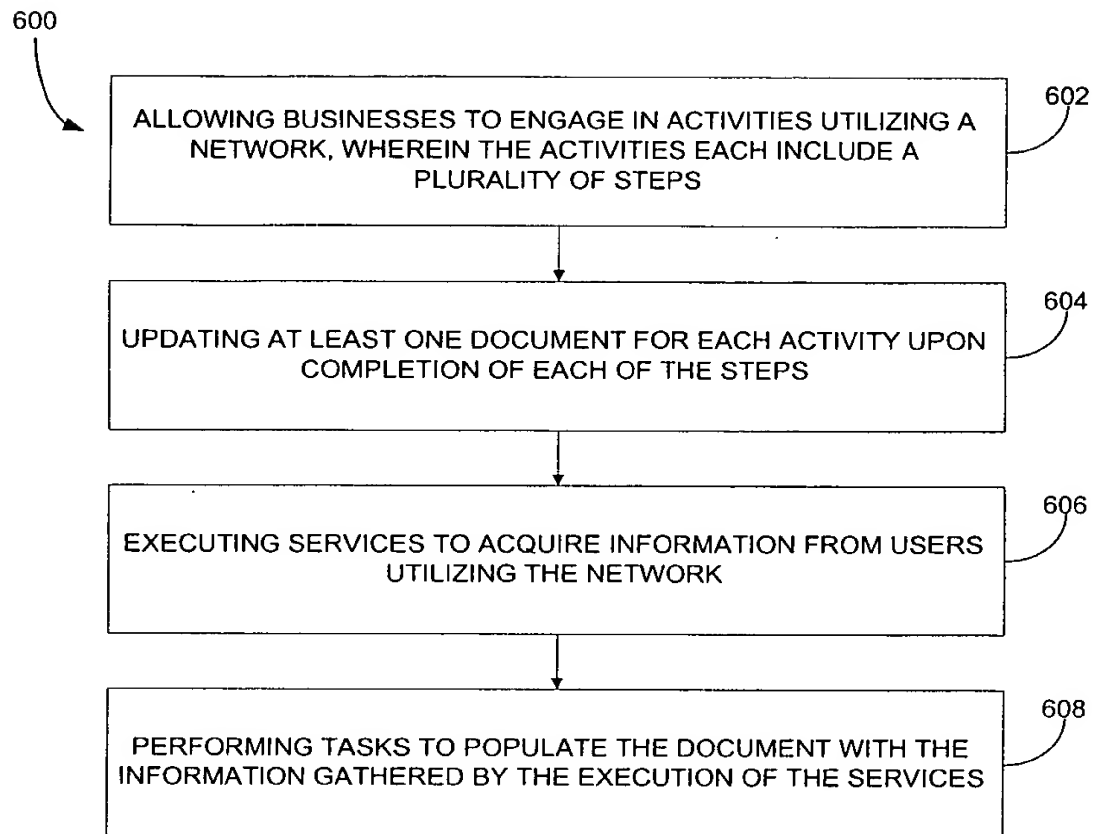 600
602
ALLOWING BUSINESSES TO ENGAGE IN ACTIVITIES UTILIZING A
NETWORK, WHEREIN THE ACTIVITIES EACH INCLUDE A
PLURALITY OF STEPS
604
UPDATING AT LEAST ONE DOCUMENT FOR EACH ACTIVITY UPON
COMPLETION OF EACH OF THE STEPS
606
EXECUTING SERVICES TO ACQUIRE INFORMATION FROM USERS
UTILIZING THE NETWORK
608
PERFORMING TASKS TO POPULATE THE DOCUMENT WITH THE
INFORMATION GATHERED BY THE EXECUTION OF THE SERVICES